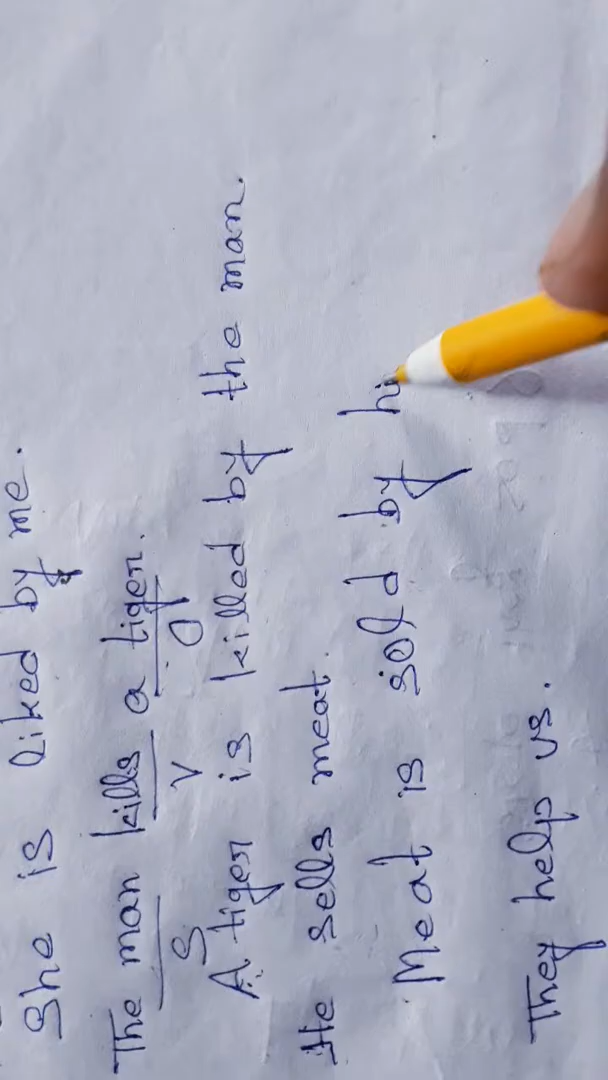 She is liked by me.
The man kills a tiger.
S V O
A tiger is killed by the man.
He sells meat.
Meat is sold by hi
They help us.